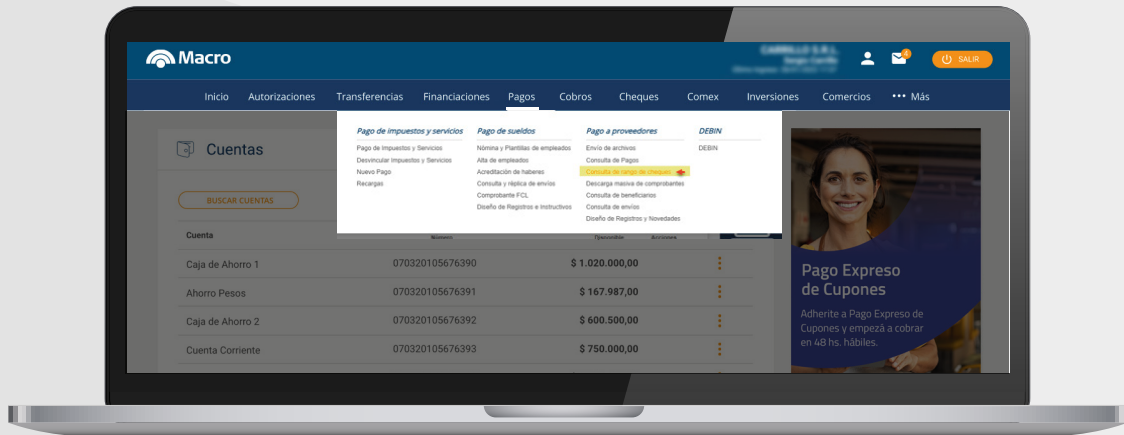 Macro
4
SALIR
Inicio Autorizaciones Transferencias Financiaciones Pagos Cobros Cheques Comex Inversiones Comercios ••• Más
Pago de impuestos y servicios
Pago de Impuestos y Servicios
Desvincular Impuestos y Servicios
Nuevo Pago
Recargas
Pago de sueldos
Nómina y Plantillas de empleados
Alta de empleados
Acreditación de haberes
Consulta y réplica de envíos
Comprobante FCL
Diseño de Registros e Instructivos
Pago a proveedores
Envío de archivos
Consulta de Pagos
Consulta de rango de cheques
Descarga masiva de comprobantes
Consulta de beneficiarios
Consulta de envíos
Diseño de Registros y Novedades
DEBIN
DEBIN
Cuentas
BUSCAR CUENTAS
Cuenta Número Disponible Acciones
Caja de Ahorro 1 070320105676390 $ 1.020.000,00
Ahorro Pesos 070320105676391 $ 167.987,00
Caja de Ahorro 2 070320105676392 $ 600.500,00
Cuenta Corriente 070320105676393 $ 750.000,00
Pago Expreso
de Cupones
Adherite a Pago Expreso de
Cupones y empezá a cobrar
en 48 hs. hábiles.